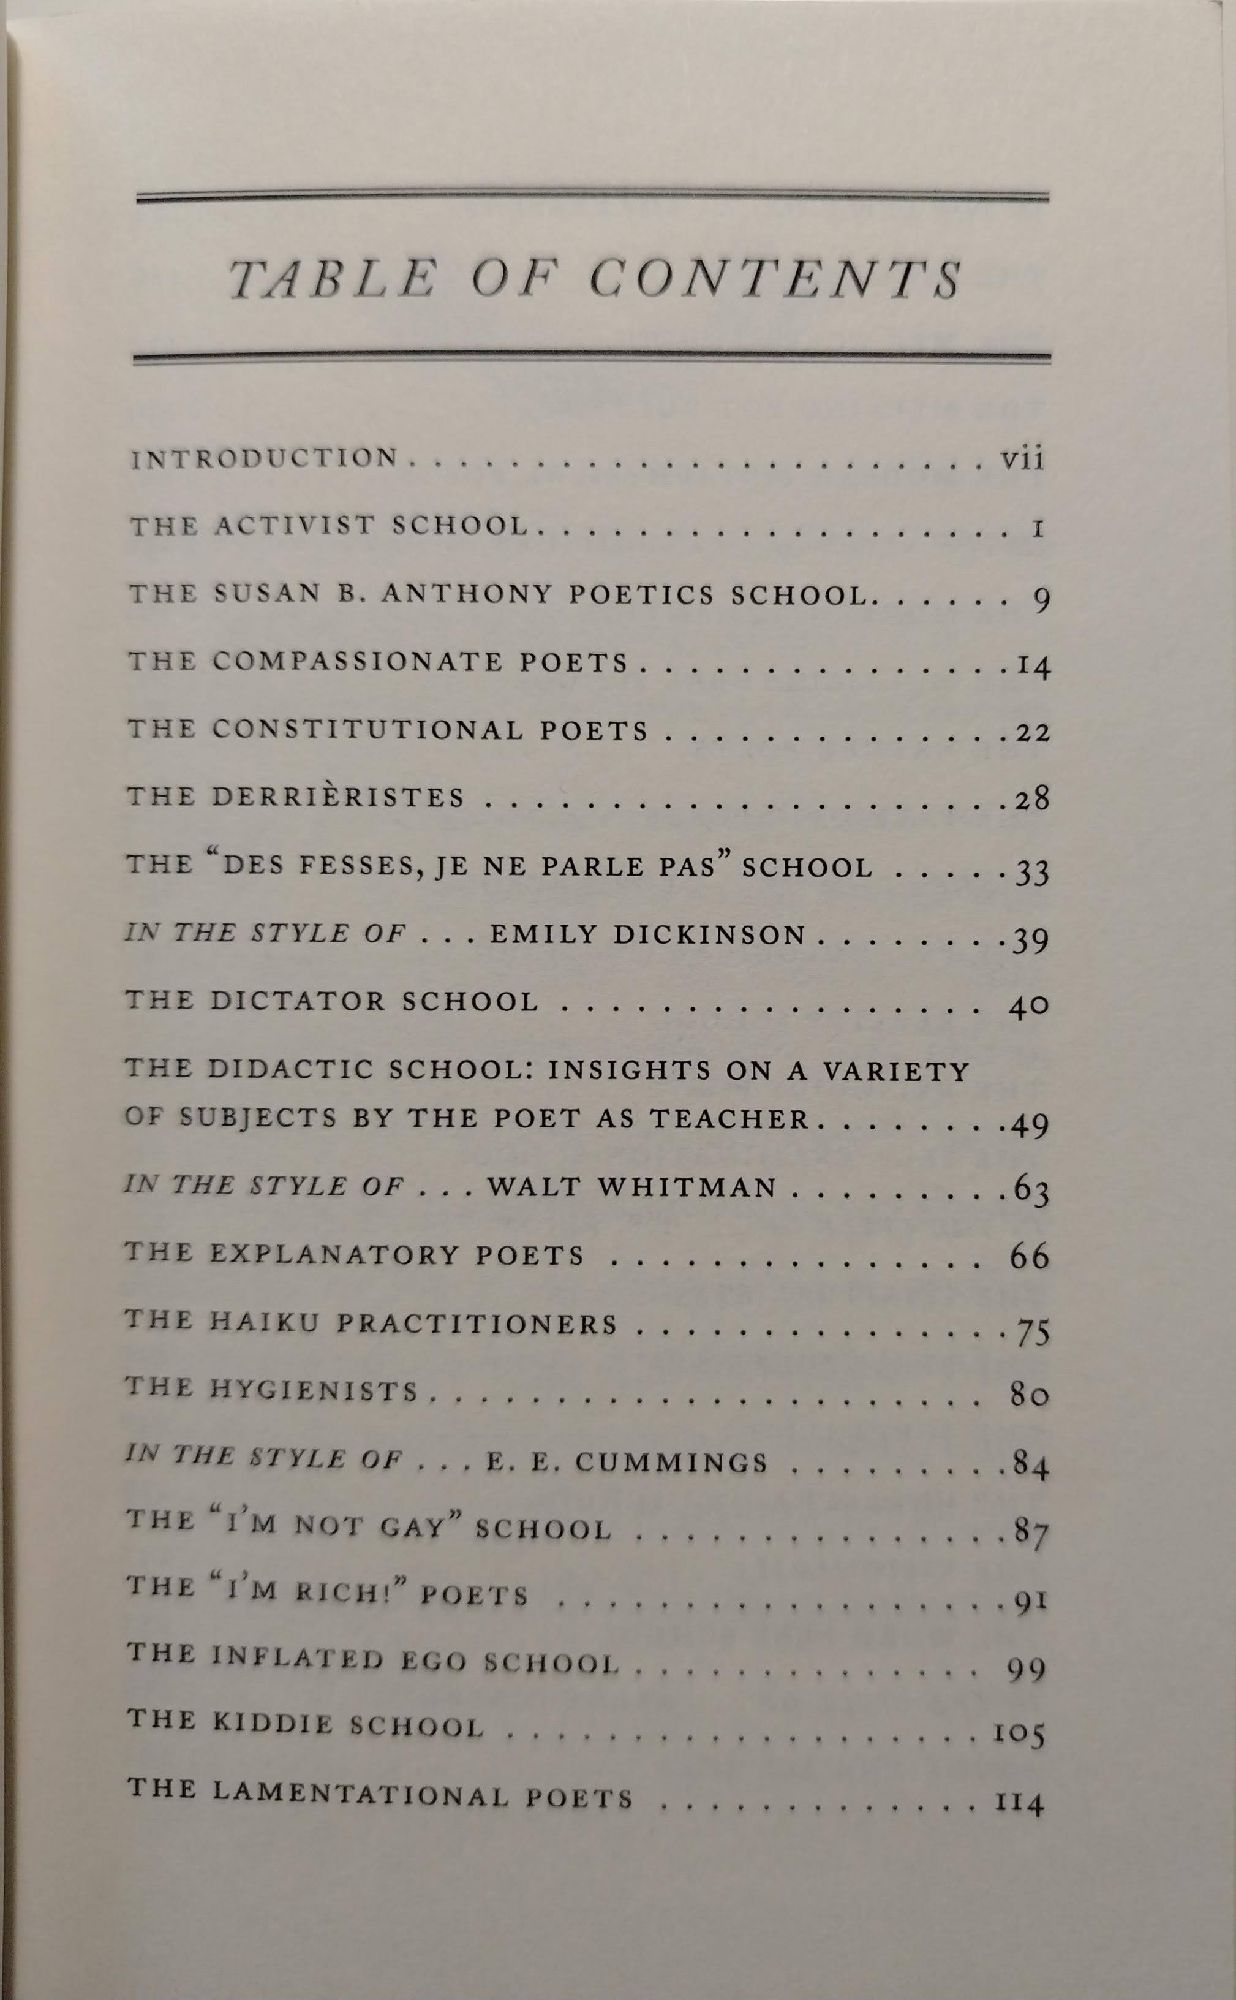 TABLE OF CONTENTS
INTRODUCTION . . . . . . . . . . . . . . . . . . . . . . . vii
THE ACTIVIST SCHOOL . . . . . . . . . . . . . . . . . . . 1
THE SUSAN B. ANTHONY POETICS SCHOOL . . . . . . 9
THE COMPASSIONATE POETS . . . . . . . . . . . . . . . 14
THE CONSTITUTIONAL POETS . . . . . . . . . . . . . . 22
THE DERRIÈRISTES . . . . . . . . . . . . . . . . . . . . . 28
THE “DES FESSES, JE NE PARLE PAS” SCHOOL . . . . . 33
IN THE STYLE OF . . . EMILY DICKINSON . . . . . . . . 39
THE DICTATOR SCHOOL . . . . . . . . . . . . . . . . . 40
THE DIDACTIC SCHOOL: INSIGHTS ON A VARIETY
OF SUBJECTS BY THE POET AS TEACHER . . . . . . . . 49
IN THE STYLE OF . . . WALT WHITMAN . . . . . . . . . 63
THE EXPLANATORY POETS . . . . . . . . . . . . . . . 66
THE HAIKU PRACTITIONERS . . . . . . . . . . . . . . . 75
THE HYGIENISTS . . . . . . . . . . . . . . . . . . . . . . 80
IN THE STYLE OF . . . E. E. CUMMINGS . . . . . . . . . 84
THE “I’M NOT GAY” SCHOOL . . . . . . . . . . . . . . . 87
THE “I’M RICH!” POETS . . . . . . . . . . . . . . . . . . 91
THE INFLATED EGO SCHOOL . . . . . . . . . . . . . . 99
THE KIDDIE SCHOOL . . . . . . . . . . . . . . . . . . . 105
THE LAMENTATIONAL POETS . . . . . . . . . . . . . 114